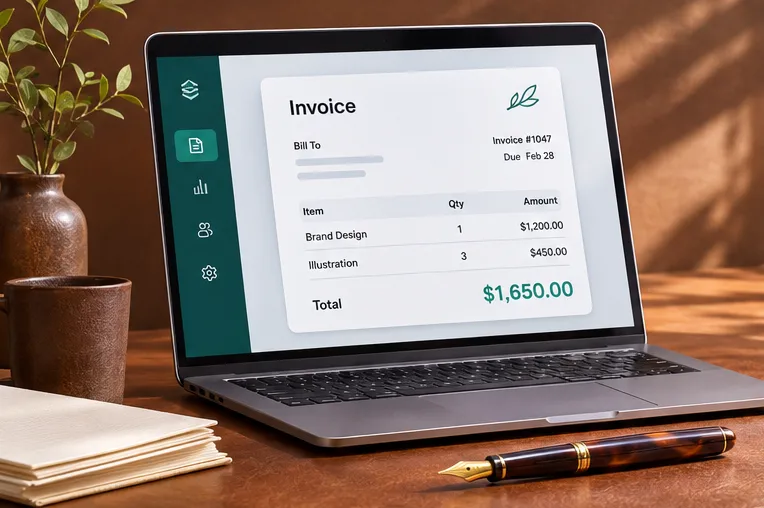 Invoice
Bill To
Invoice #1047
Due Feb 28
Item Qty Amount
Brand Design 1 $1,200.00
Illustration 3 $450.00
Total $1,650.00